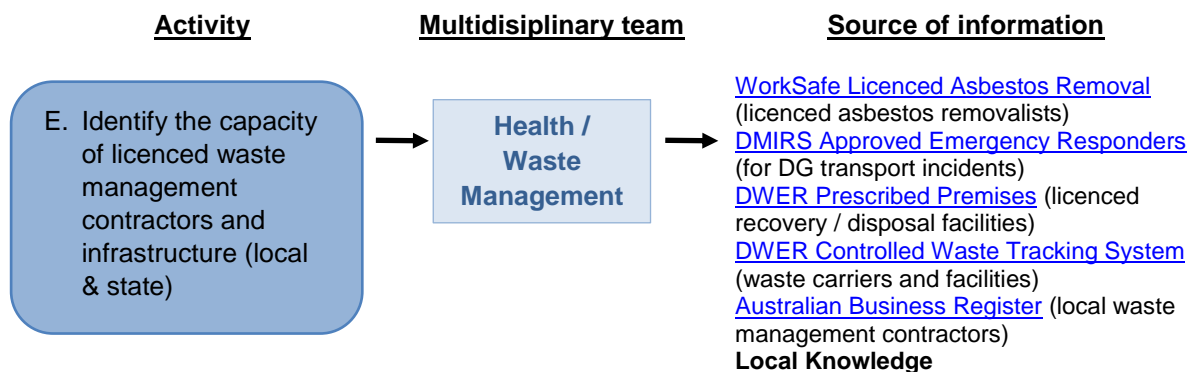 Activity
Multidisiplinary team
Source of information
E. Identify the capacity
of licenced waste
management
contractors and
infrastructure (local
& state)
Health /
Waste
Management
WorkSafe Licenced Asbestos Removal
(licenced asbestos removalists)
DMIRS Approved Emergency Responders
(for DG transport incidents)
DWER Prescribed Premises (licenced
recovery / disposal facilities)
DWER Controlled Waste Tracking System
(waste carriers and facilities)
Australian Business Register (local waste
management contractors)
Local Knowledge